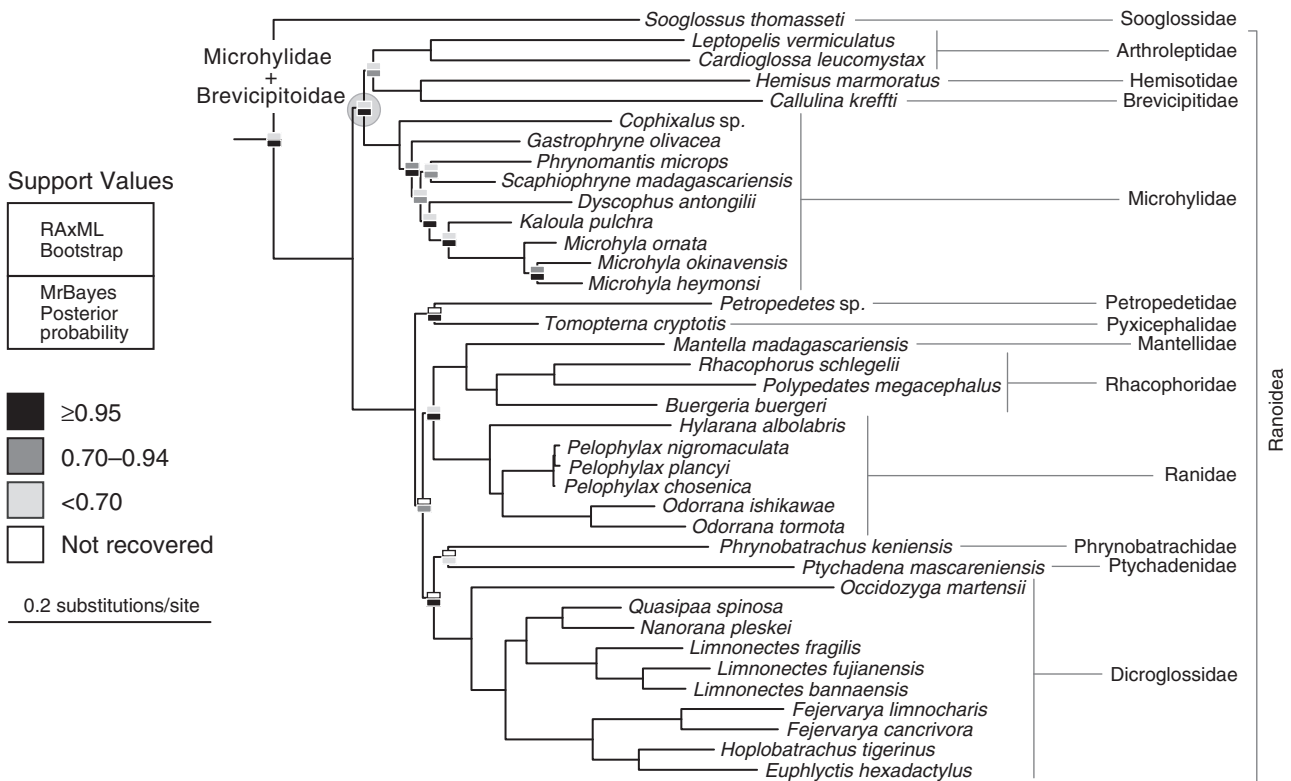 Sooglossus thomasseti
Sooglossidae
Microhylidae
+
Brevicipitoidae
Leptopelis vermiculatus
Cardioglossa leucomystax
Arthroleptidae
Hemisus marmoratus
Hemisotidae
Callulina kreffti
Brevicipitidae
Cophixalus sp.
Gastrophryne olivacea
Phrynomantis microps
Scaphiophryne madagascariensis
Dyscophus antongilii
Kaloula pulchra
Microhyla ornata
Microhyla okinavensis
Microhyla heymonsi
Microhylidae
Petropedetes sp.
Petropedetidae
Tomopterna cryptotis
Pyxicephalidae
Mantella madagascariensis
Mantellidae
Rhacophorus schlegelii
Polypedates megacephalus
Buergeria buergeri
Rhacophoridae
Hylarana albolabris
Pelophylax nigromaculata
Pelophylax plancyi
Pelophylax chosenica
Odorrana ishikawae
Odorrana tormota
Ranidae
Phrynobatrachus keniensis
Phrynobatrachidae
Ptychadena mascareniensis
Ptychadenidae
Occidozyga martensii
Quasipaa spinosa
Nanorana pleskei
Limnonectes fragilis
Limnonectes fujianensis
Limnonectes bannaensis
Fejervarya limnocharis
Fejervarya cancrivora
Hoplobatrachus tigerinus
Euphlyctis hexadactylus
Dicroglossidae
Ranoidea
Support Values
RAxML
Bootstrap
MrBayes
Posterior
probability
≥0.95
0.70–0.94
<0.70
Not recovered
0.2 substitutions/site